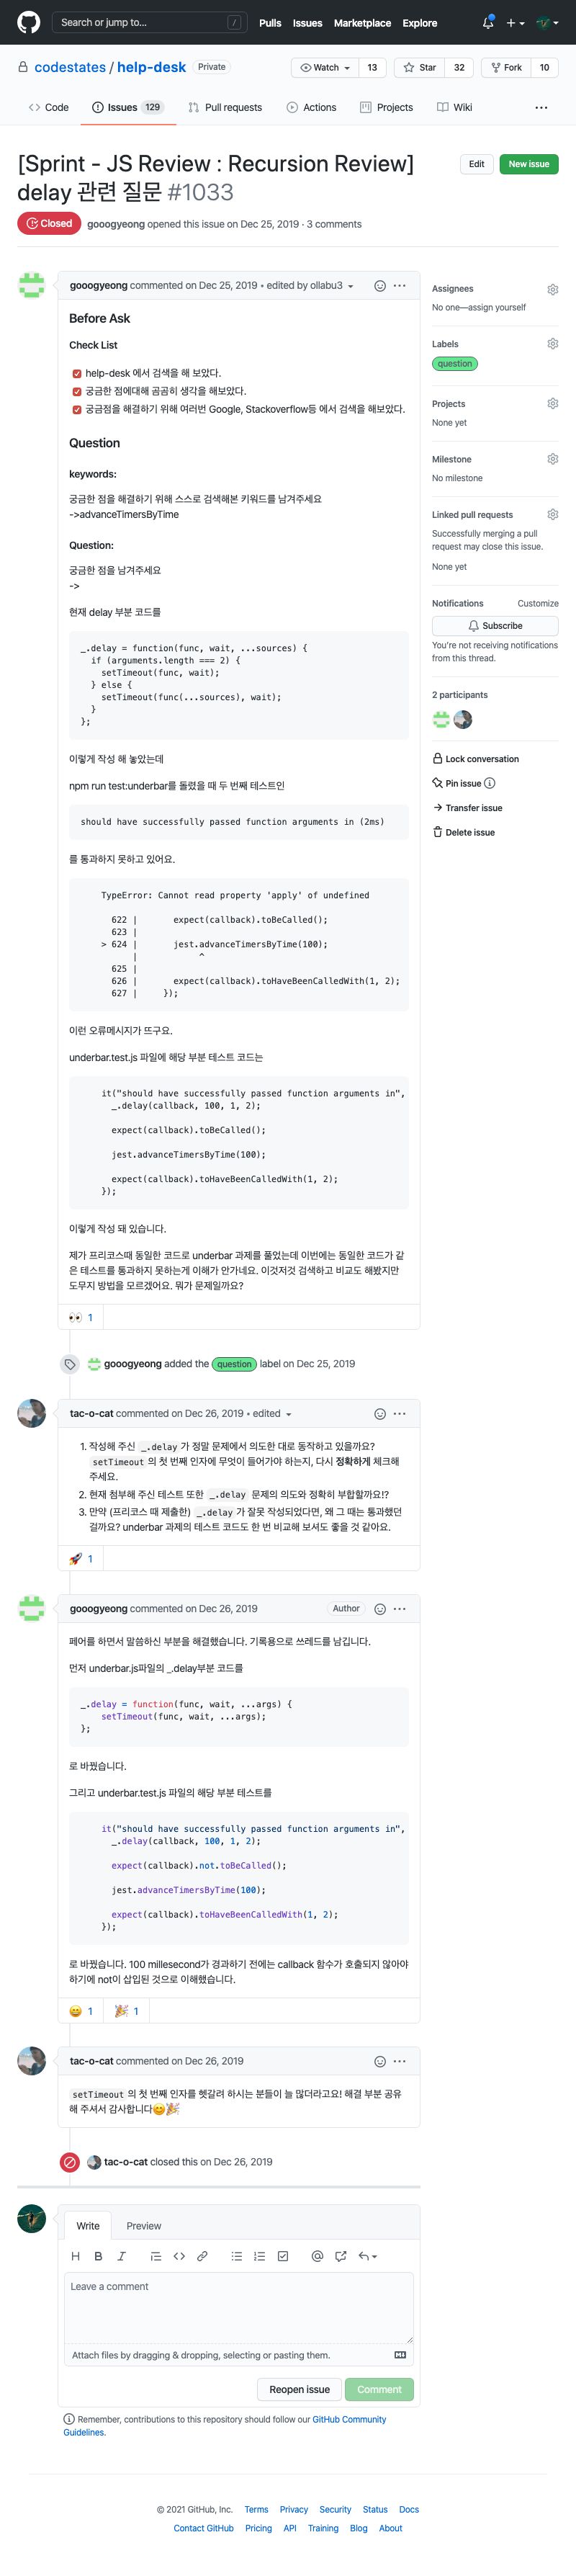 Search or jump to... /
Pulls Issues Marketplace Explore
codestates / help-desk Private
Watch 13 Star 32 Fork 10
Code Issues 129 Pull requests Actions Projects Wiki ...
[Sprint - JS Review : Recursion Review]
delay 관련 질문 #1033
Edit New issue
Closed gooogyeong opened this issue on Dec 25, 2019 · 3 comments
gooogyeong commented on Dec 25, 2019 • edited by ollabu3
Before Ask
Check List
help-desk 에서 검색을 해 보았다.
궁금한 점에대해 곰곰히 생각을 해보았다.
궁금점을 해결하기 위해 여러번 Google, Stackoverflow등 에서 검색을 해보았다.
Question
keywords:
궁금한 점을 해결하기 위해 스스로 검색해본 키워드를 남겨주세요
->advanceTimersByTime
Question:
궁금한 점을 남겨주세요
->
현재 delay 부분 코드를
_.delay = function(func, wait, ...sources) {
if (arguments.length === 2) {
setTimeout(func, wait);
} else {
setTimeout(func(...sources), wait);
}
};
이렇게 작성 해 놓았는데
npm run test:underbar를 돌렸을 때 두 번째 테스트인
should have successfully passed function arguments in (2ms)
를 통과하지 못하고 있어요.
TypeError: Cannot read property 'apply' of undefined
622 | expect(callback).toBeCalled();
623 |
> 624 | jest.advanceTimersByTime(100);
| ^
625 |
626 | expect(callback).toHaveBeenCalledWith(1, 2);
627 | });
이런 오류메시지가 뜨구요.
underbar.test.js 파일에 해당 부분 테스트 코드는
it("should have successfully passed function arguments in",
_.delay(callback, 100, 1, 2);
expect(callback).toBeCalled();
jest.advanceTimersByTime(100);
expect(callback).toHaveBeenCalledWith(1, 2);
});
이렇게 작성 돼 있습니다.
제가 프리코스때 동일한 코드로 underbar 과제를 풀었는데 이번에는 동일한 코드가 같
은 테스트를 통과하지 못하는게 이해가 안가네요. 이것저것 검색하고 비교도 해봤지만
도무지 방법을 모르겠어요. 뭐가 문제일까요?
👀 1
gooogyeong added the question label on Dec 25, 2019
tac-o-cat commented on Dec 26, 2019 • edited
1. 작성해 주신 _.delay 가 정말 문제에서 의도한 대로 동작하고 있을까요?
setTimeout 의 첫 번째 인자에 무엇이 들어가야 하는지, 다시 정확하게 체크해
주세요.
2. 현재 첨부해 주신 테스트 또한 _.delay 문제의 의도와 정확히 부합할까요!?
3. 만약 (프리코스 때 제출한) _.delay 가 잘못 작성되었다면, 왜 그 때는 통과했던
걸까요? underbar 과제의 테스트 코드도 한 번 비교해 보셔도 좋을 것 같아요.
🚀 1
gooogyeong commented on Dec 26, 2019 Author
페어를 하면서 말씀하신 부분을 해결했습니다. 기록용으로 쓰레드를 남깁니다.
먼저 underbar.js파일의 _.delay부분 코드를
_.delay = function(func, wait, ...args) {
setTimeout(func, wait, ...args);
};
로 바꿨습니다.
그리고 underbar.test.js 파일의 해당 부분 테스트를
it("should have successfully passed function arguments in",
_.delay(callback, 100, 1, 2);
expect(callback).not.toBeCalled();
jest.advanceTimersByTime(100);
expect(callback).toHaveBeenCalledWith(1, 2);
});
로 바꿨습니다. 100 millesecond가 경과하기 전에는 callback 함수가 호출되지 않아야
하기에 not이 삽입된 것으로 이해했습니다.
😄 1 🎉 1
tac-o-cat commented on Dec 26, 2019
setTimeout 의 첫 번째 인자를 헷갈려 하시는 분들이 늘 많더라고요! 해결 부분 공유
해 주셔서 감사합니다😊🎉
tac-o-cat closed this on Dec 26, 2019
Assignees
No one—assign yourself
Labels
question
Projects
None yet
Milestone
No milestone
Linked pull requests
Successfully merging a pull
request may close this issue.
None yet
Notifications Customize
Subscribe
You're not receiving notifications
from this thread.
2 participants
Lock conversation
Pin issue
Transfer issue
Delete issue
Write Preview
Leave a comment
Attach files by dragging & dropping, selecting or pasting them.
Reopen issue Comment
Remember, contributions to this repository should follow our GitHub Community
Guidelines.
© 2021 GitHub, Inc. Terms Privacy Security Status Docs
Contact GitHub Pricing API Training Blog About